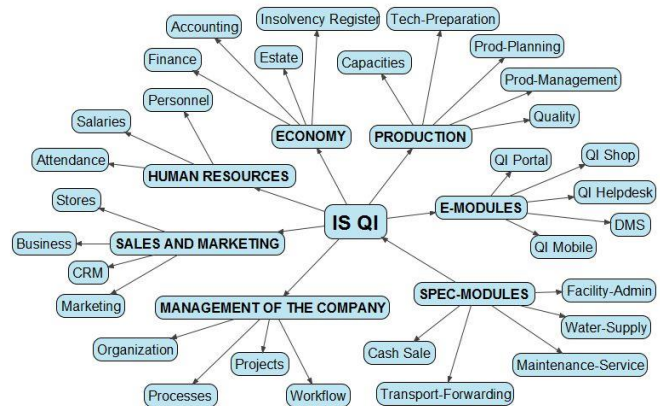 Insolvency Register
Tech-Preparation
Accounting
Prod-Planning
Finance
Estate
Capacities
Prod-Management
Personnel
Salaries
ECONOMY
PRODUCTION
Quality
Attendance
HUMAN RESOURCES
QI Portal
QI Shop
QI Helpdesk
Stores
IS QI
E-MODULES
DMS
Business
SALES AND MARKETING
QI Mobile
CRM
Marketing
MANAGEMENT OF THE COMPANY
SPEC-MODULES
Facility-Admin
Water-Supply
Organization
Projects
Cash Sale
Maintenance-Service
Processes
Workflow
Transport-Forwarding